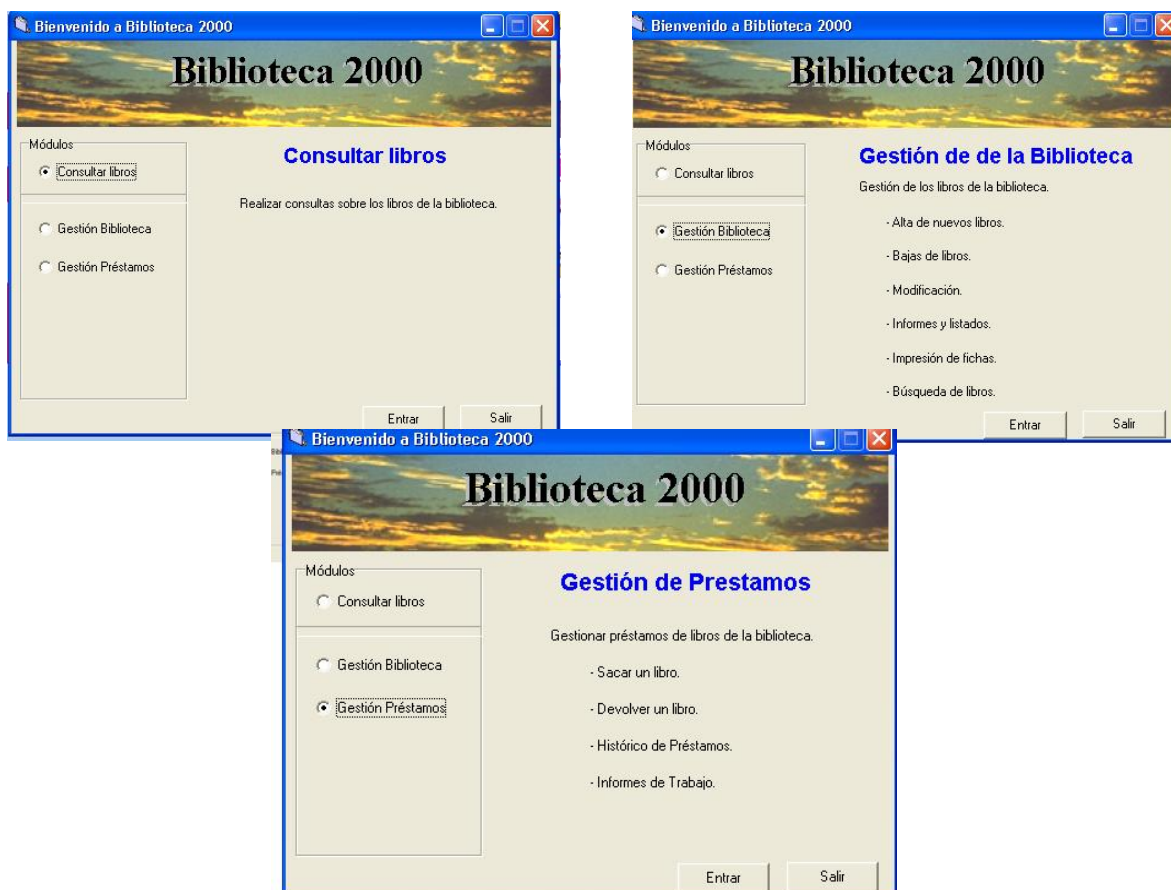 Bienvenido a Biblioteca 2000
Biblioteca 2000
Módulos
Consultar libros
Gestión Biblioteca
Gestión Préstamos
Consultar libros
Realizar consultas sobre los libros de la biblioteca.
Entrar
Salir
Bienvenido a Biblioteca 2000
Biblioteca 2000
Módulos
Consultar libros
Gestión Biblioteca
Gestión Préstamos
Gestión de de la Biblioteca
Gestión de los libros de la biblioteca.
- Alta de nuevos libros.
- Bajas de libros.
- Modificación.
- Informes y listados.
- Impresión de fichas.
- Búsqueda de libros.
Entrar
Salir
Bienvenido a Biblioteca 2000
Biblioteca 2000
Módulos
Consultar libros
Gestión Biblioteca
Gestión Préstamos
Gestión de Prestamos
Gestionar préstamos de libros de la biblioteca.
- Sacar un libro.
- Devolver un libro.
- Histórico de Préstamos.
- Informes de Trabajo.
Entrar
Salir